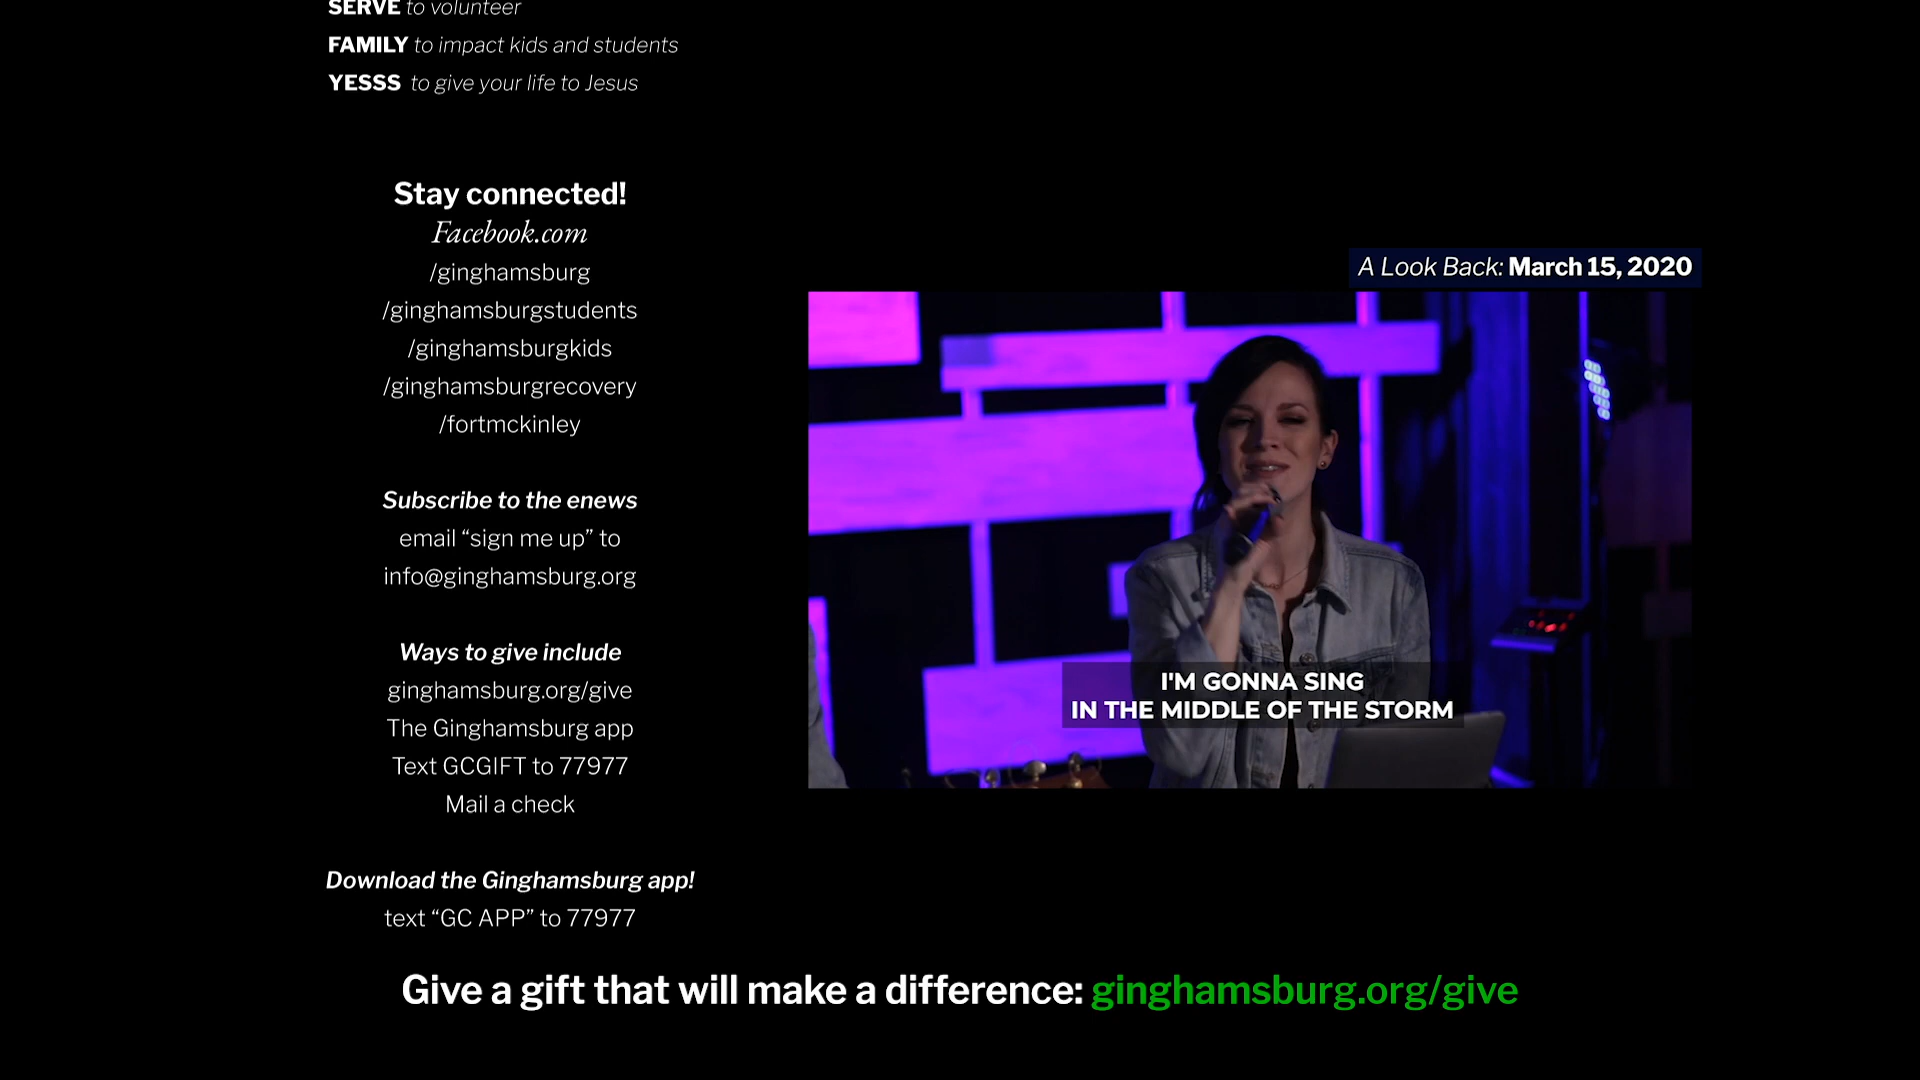 SERVE to volunteer
FAMILY to impact kids and students
YESSS to give your life to Jesus
Stay connected!
Facebook.com
/ginghamsburg
/ginghamsburgstudents
/ginghamsburgkids
/ginghamsburgrecovery
/fortmckinley
Subscribe to the enews
email “sign me up” to
info@ginghamsburg.org
Ways to give include
ginghamsburg.org/give
The Ginghamsburg app
Text GCGIFT to 77977
Mail a check
Download the Ginghamsburg app!
text “GC APP” to 77977
A Look Back: March 15, 2020
I'M GONNA SING
IN THE MIDDLE OF THE STORM
Give a gift that will make a difference: ginghamsburg.org/give